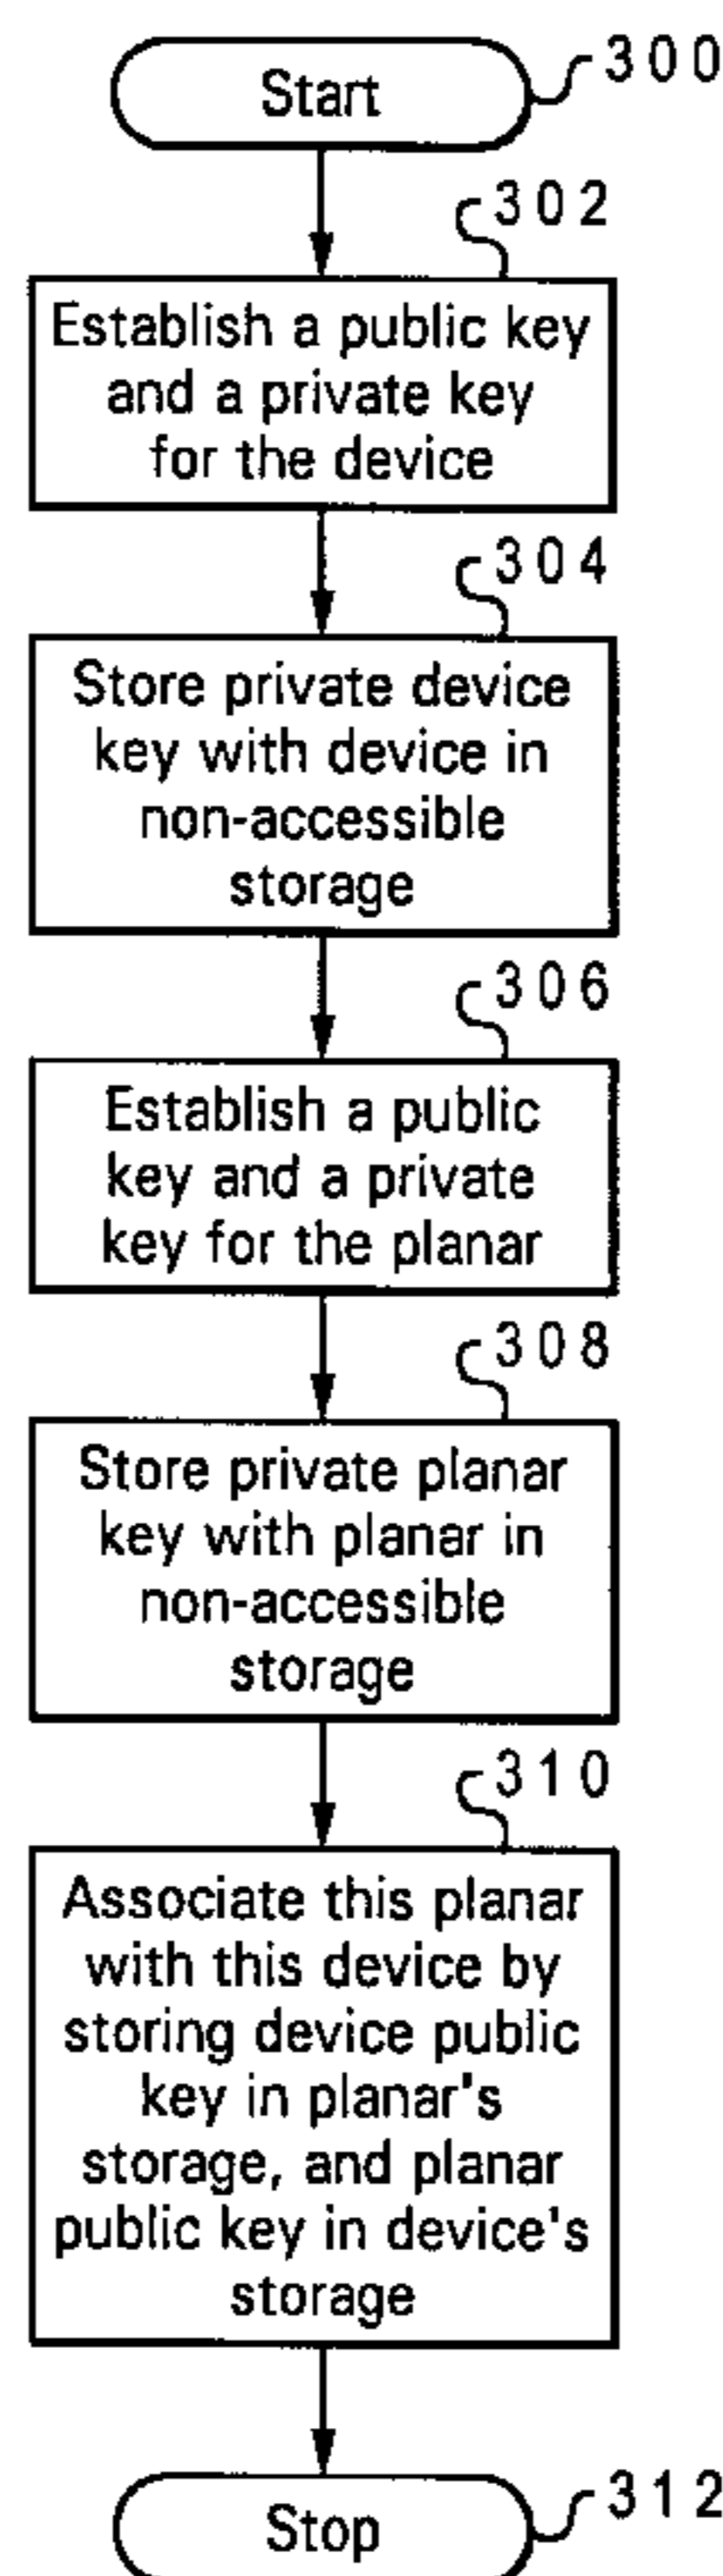 Start
300
302
Establish a public key
and a private key
for the device
304
Store private device
key with device in
non-accessible
storage
306
Establish a public
key and a private
key for the planar
308
Store private planar
key with planar in
non-accessible
storage
310
Associate this planar
with this device by
storing device public
key in planar's
storage, and planar
public key in device's
storage
Stop
312